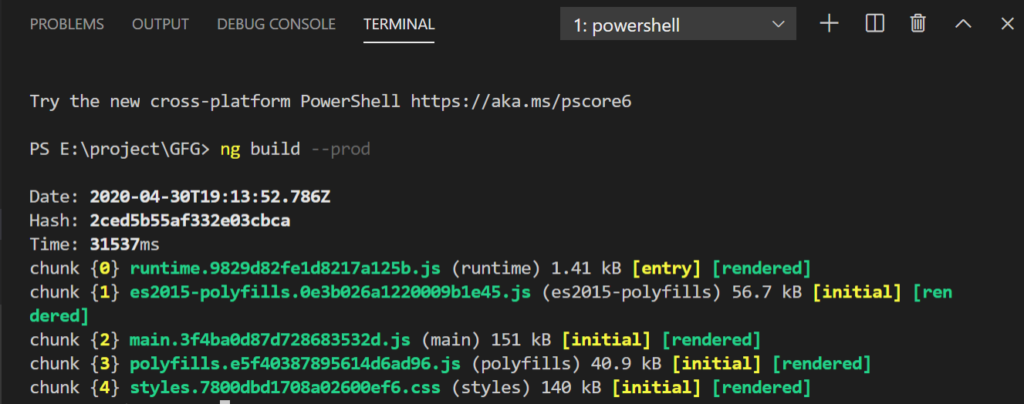 PROBLEMS OUTPUT DEBUG CONSOLE TERMINAL 1: powershell
Try the new cross-platform PowerShell https://aka.ms/pscore6
PS E:\project\GFG> ng build --prod
Date: 2020-04-30T19:13:52.786Z
Hash: 2ced5b55af332e03cbca
Time: 31537ms
chunk {0} runtime.9829d82fe1d8217a125b.js (runtime) 1.41 kB [entry] [rendered]
chunk {1} es2015-polyfills.0e3b026a1220009b1e45.js (es2015-polyfills) 56.7 kB [initial] [ren
dered]
chunk {2} main.3f4ba0d87d728683532d.js (main) 151 kB [initial] [rendered]
chunk {3} polyfills.e5f40387895614d6ad96.js (polyfills) 40.9 kB [initial] [rendered]
chunk {4} styles.7800dbd1708a02600ef6.css (styles) 140 kB [initial] [rendered]